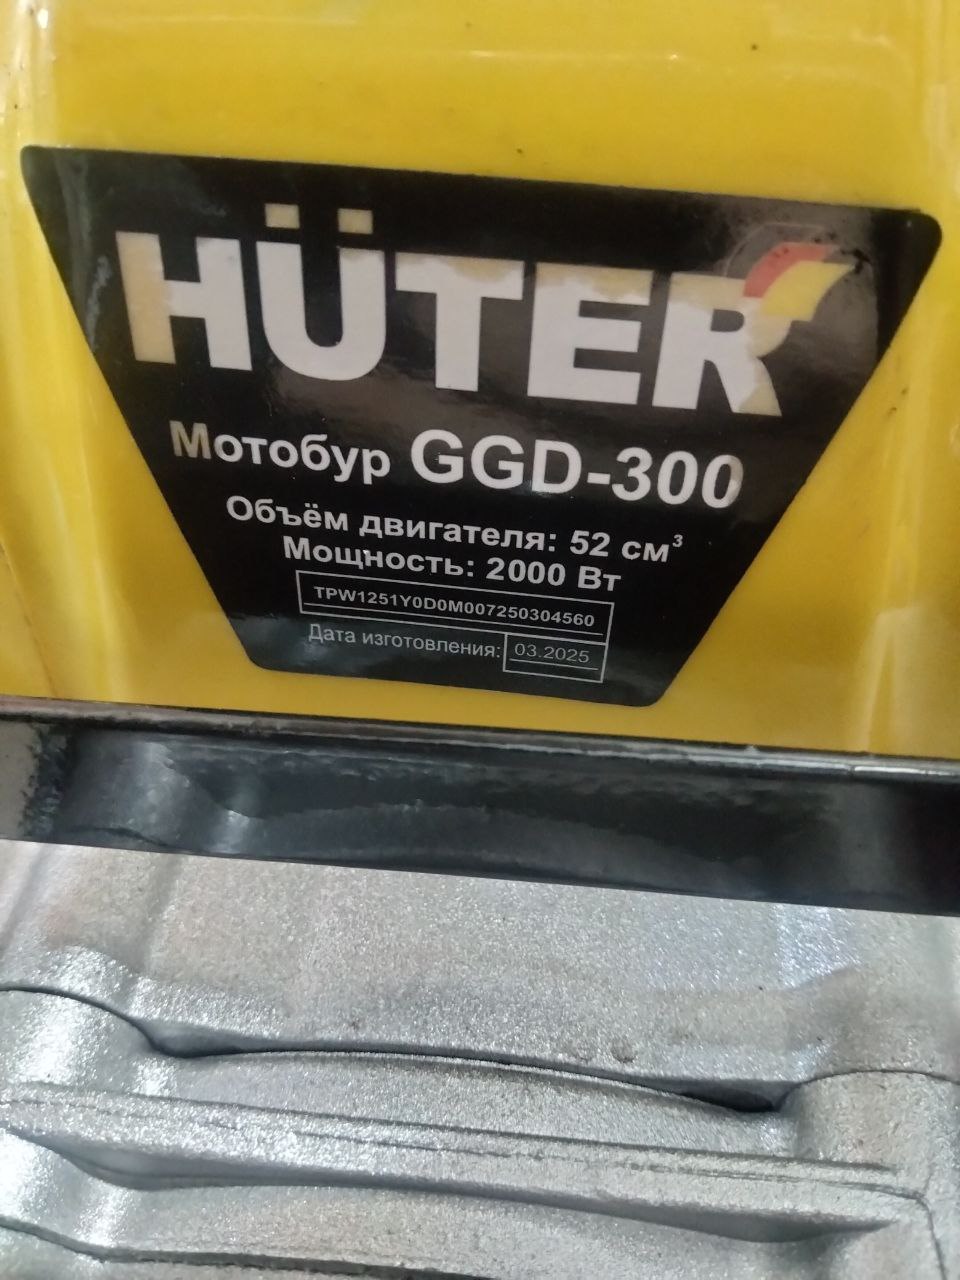 HÜTER
Мотобур GGD-300
Объём двигателя: 52 см³
Мощность: 2000 Вт
TPW1251Y0D0M007250304560
Дата изготовления: 03.2025